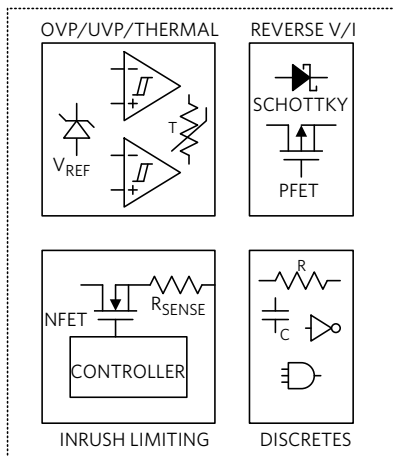 OVP/UVP/THERMAL
REVERSE V/I
T
VREF
SCHOTTKY
PFET
NFET
RSENSE
CONTROLLER
INRUSH LIMITING
R
C
DISCRETES